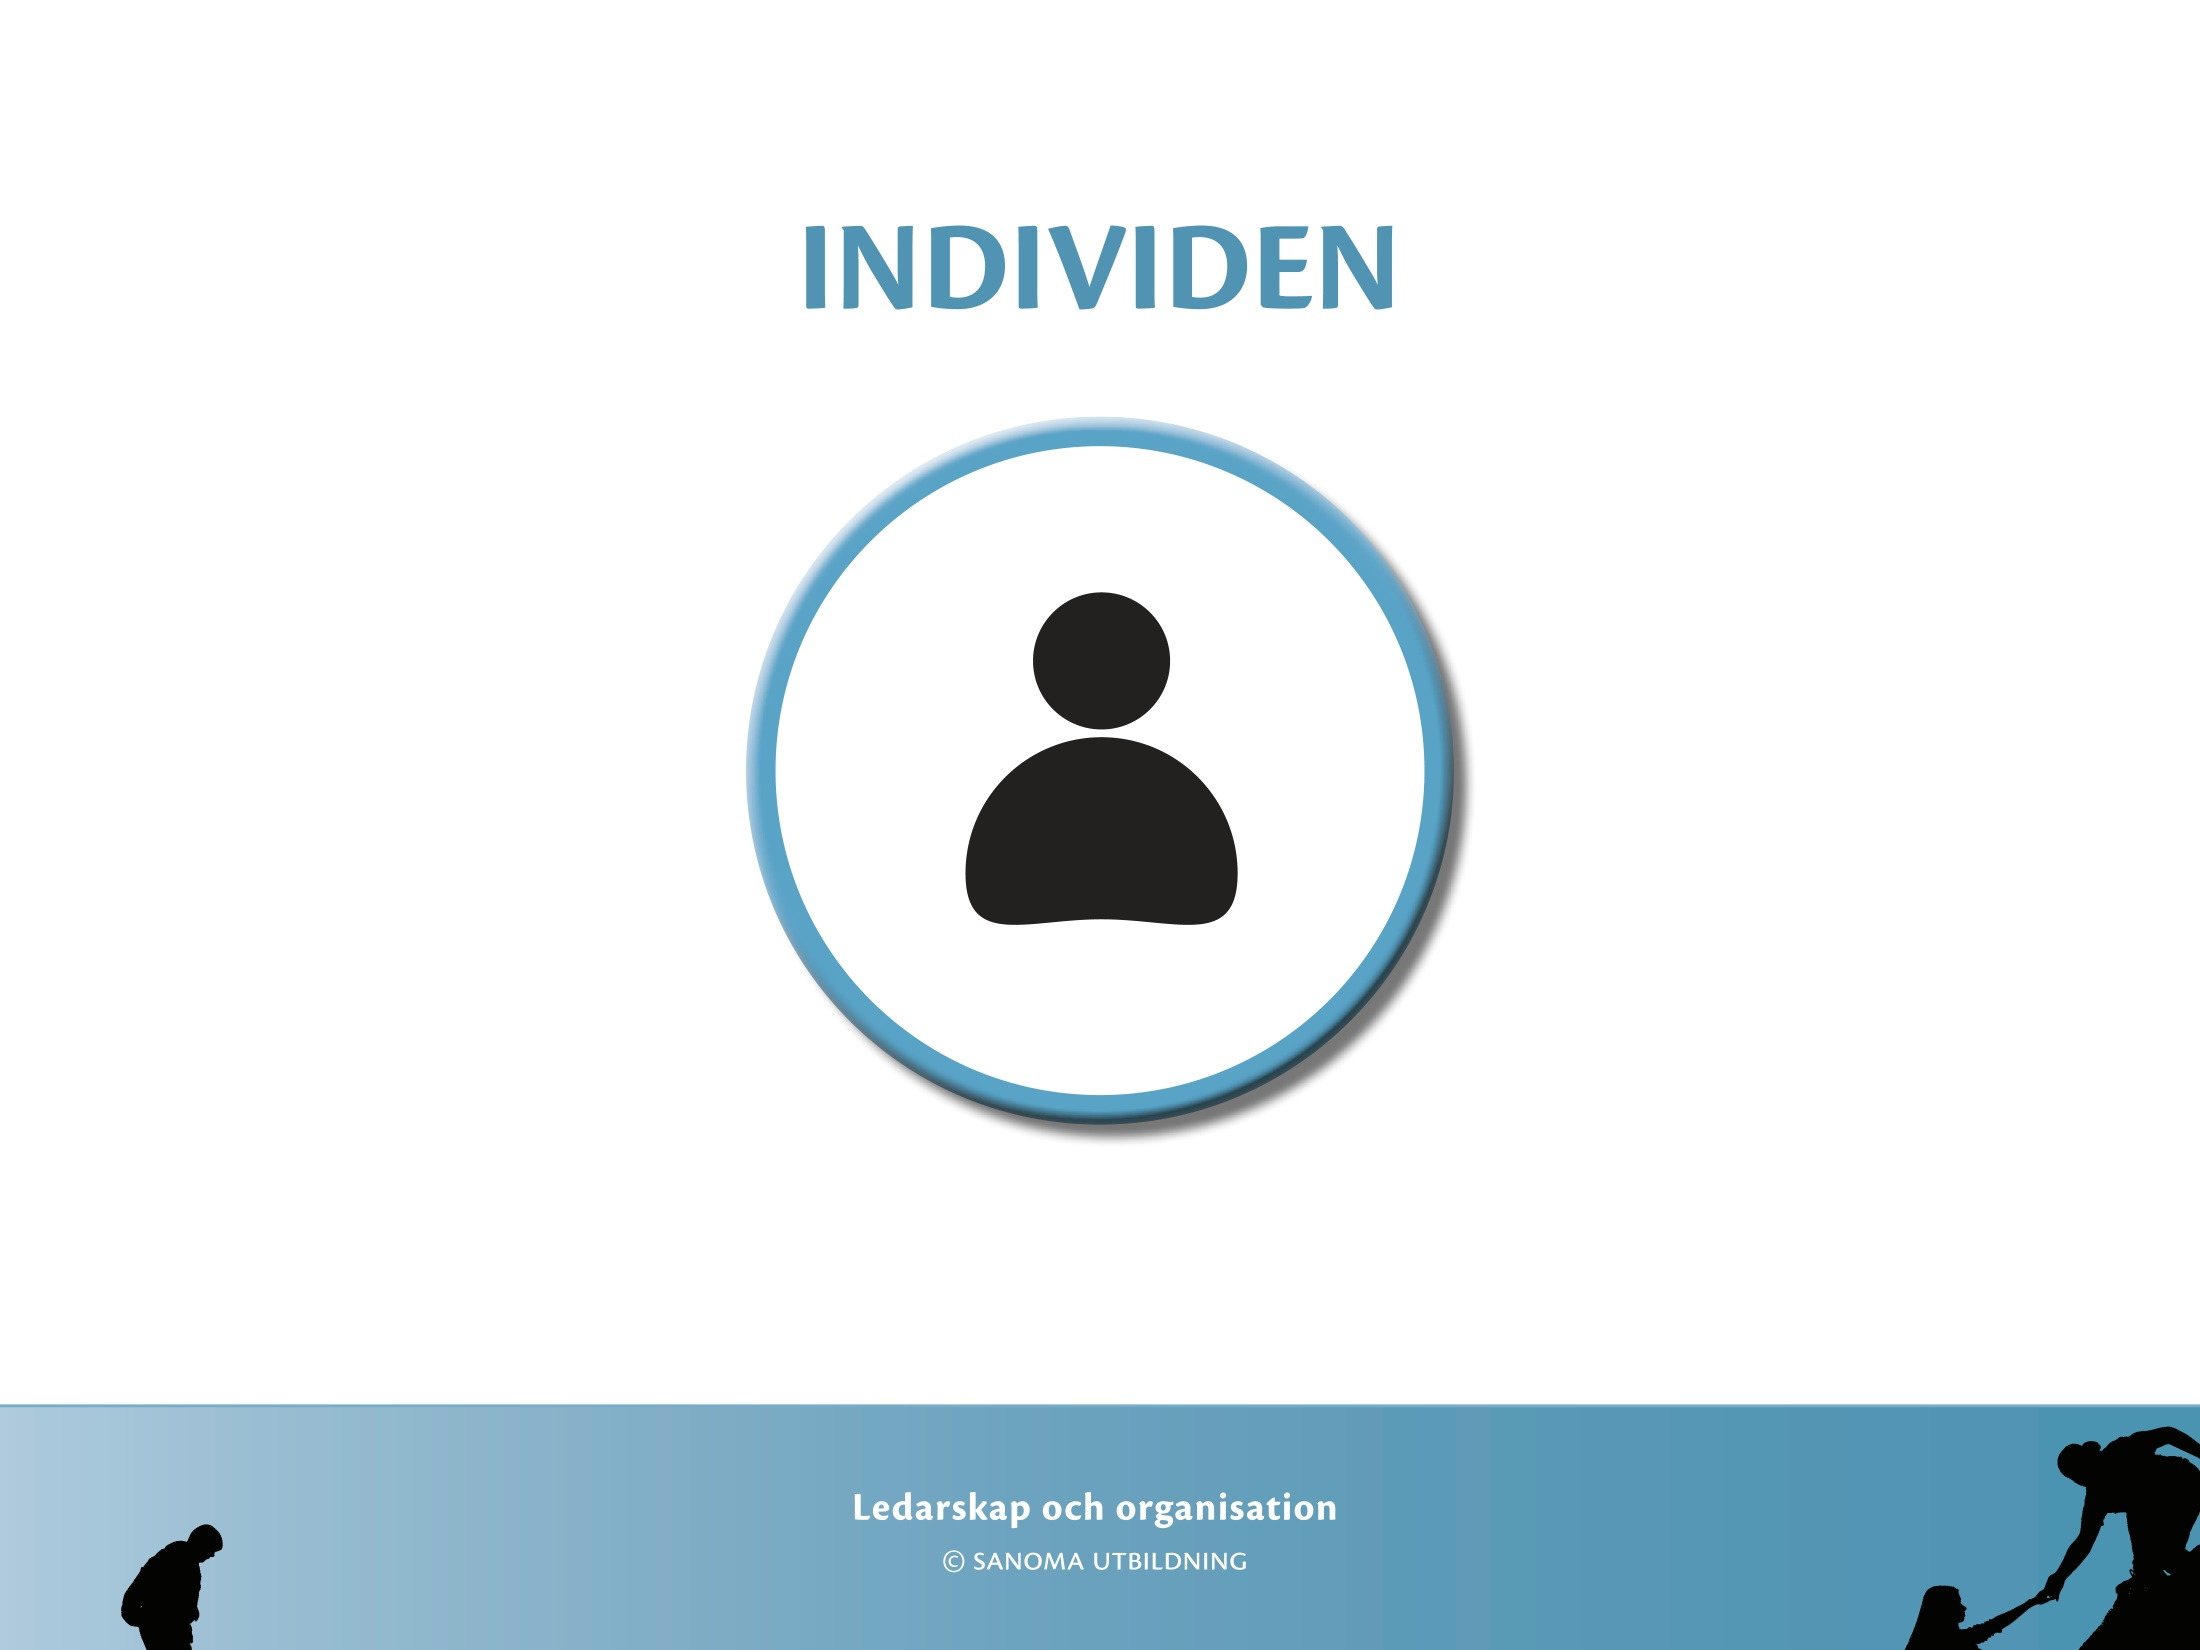 INDIVIDEN
Ledarskap och organisation
© SANOMA UTBILDNING